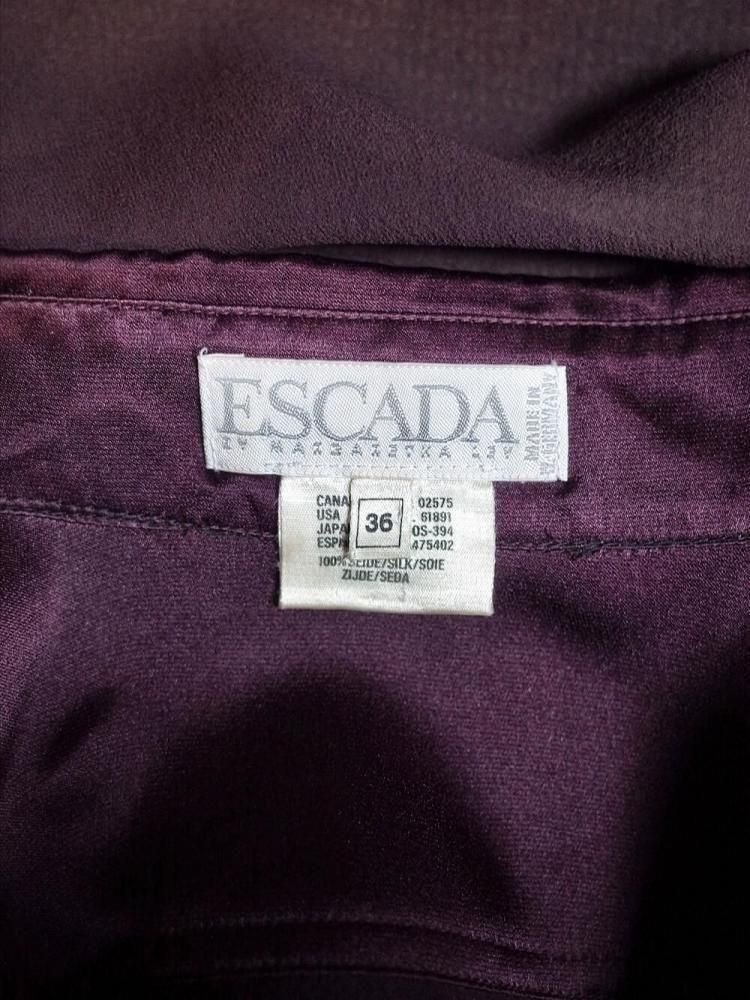 ESCADA
BY MARGARETHA LEY
MADE IN
W.GERMANY
CANA 02575
USA . 61891
JAPA OS-394
ESPA 475402
36
100% SEIDE/SILK/SOIE
ZIJDE/SEDA